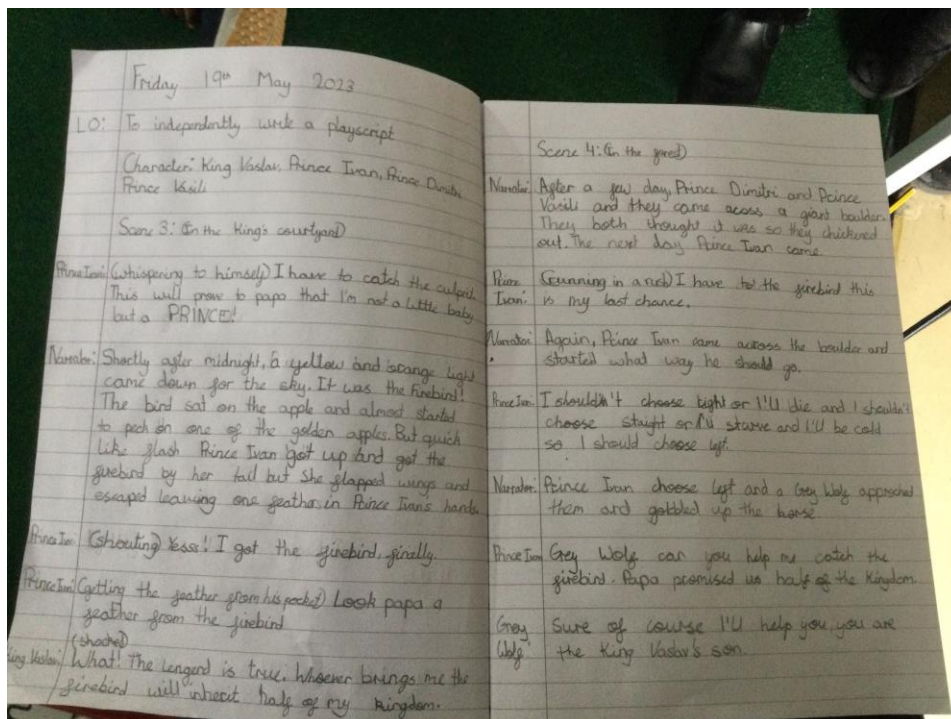 Friday 19th May 2023
LO: To independently write a playscript
Character: King Vaslav, Prince Ivan, Prince Dimitri
Prince Vasili
Scene 3: (In the King's courtyard)
Prince Ivan: (whispering to himself) I have to catch the culprit.
This will prove to papa that I'm not a little baby
but a PRINCE!
Narrator: Shortly after midnight, a yellow and orange light
came down for the sky. It was the firebird!
The bird sat on the apple and almost started
to peck on one of the golden apples. But quick
like flash Prince Ivan got up and got the
firebird by her tail but she flapped wings and
escaped leaving one feather in Prince Ivan's hands.
Prince Ivan: (shouting) Yesss! I got the firebird, finally.
Prince Ivan: (getting the feather from his pocket) Look papa a
feather from the firebird
(shocked)
King Vaslav: What! The lengend is true. Whoever brings me the
firebird will inherit half of my kingdom.
Scene 4: (In the forest)
Narrator: After a few day, Prince Dimitri and Prince
Vasili and they came acoss a giant boulder.
They both thought it was so they chickened
out. The next day Prince Ivan came.
Prince (running in a rush) I have to the firebird this
Ivan: is my last chance.
Narrator: Again, Prince Ivan came across the boulder and
started what way he should go.
Prince Ivan: I shouldn't choose right or I'll die and I shouldn't
choose staight or I'll starve and I'll be cold
so I should choose left.
Narrator: Prince Ivan choose left and a Grey Wolf approched
them and gobbled up the horse.
Prince Ivan: Grey Wolf can you help me catch the
firebird. Papa promised us half of the Kingdom.
Grey Sure of course I'll help you, you are
Wolf: the King Vaslav's son.